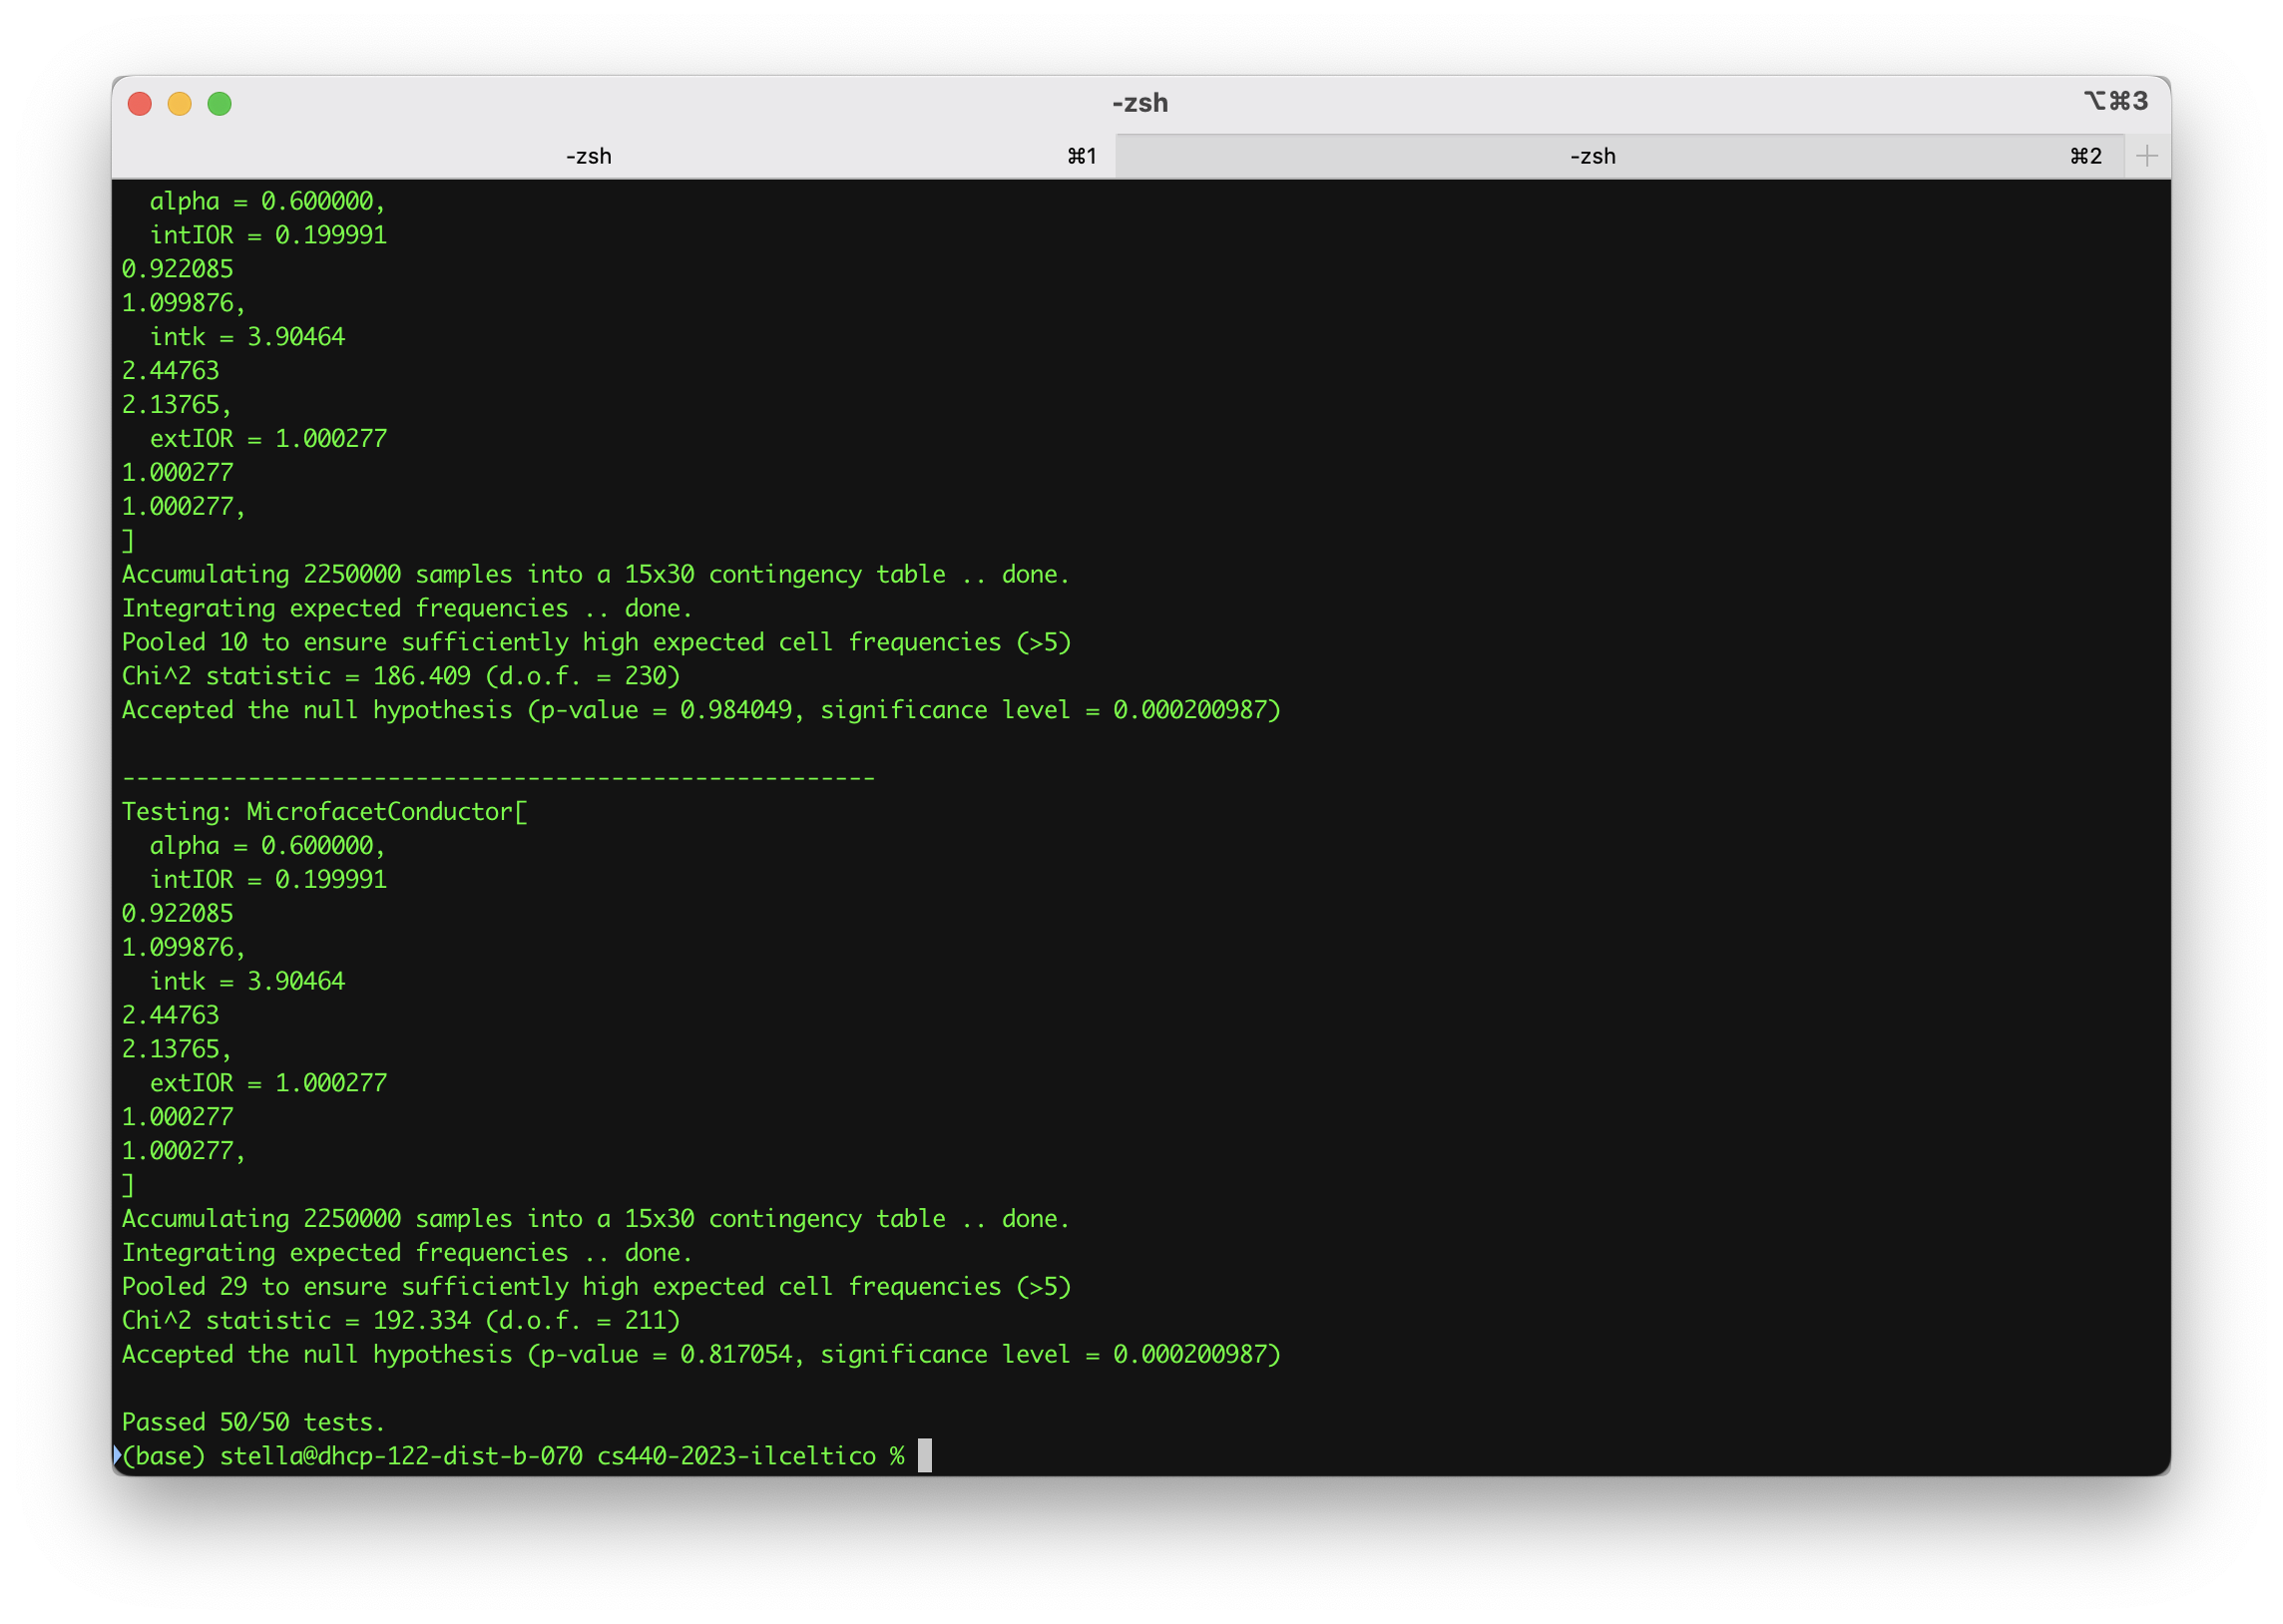 -zsh
⌥⌘3
-zsh ⌘1 -zsh ⌘2 +
  alpha = 0.600000,
  intIOR = 0.199991
0.922085
1.099876,
  intk = 3.90464
2.44763
2.13765,
  extIOR = 1.000277
1.000277
1.000277,
]
Accumulating 2250000 samples into a 15x30 contingency table .. done.
Integrating expected frequencies .. done.
Pooled 10 to ensure sufficiently high expected cell frequencies (>5)
Chi^2 statistic = 186.409 (d.o.f. = 230)
Accepted the null hypothesis (p-value = 0.984049, significance level = 0.000200987)
------------------------------------------------------
Testing: MicrofacetConductor[
  alpha = 0.600000,
  intIOR = 0.199991
0.922085
1.099876,
  intk = 3.90464
2.44763
2.13765,
  extIOR = 1.000277
1.000277
1.000277,
]
Accumulating 2250000 samples into a 15x30 contingency table .. done.
Integrating expected frequencies .. done.
Pooled 29 to ensure sufficiently high expected cell frequencies (>5)
Chi^2 statistic = 192.334 (d.o.f. = 211)
Accepted the null hypothesis (p-value = 0.817054, significance level = 0.000200987)
Passed 50/50 tests.
(base) stella@dhcp-122-dist-b-070 cs440-2023-ilceltico %